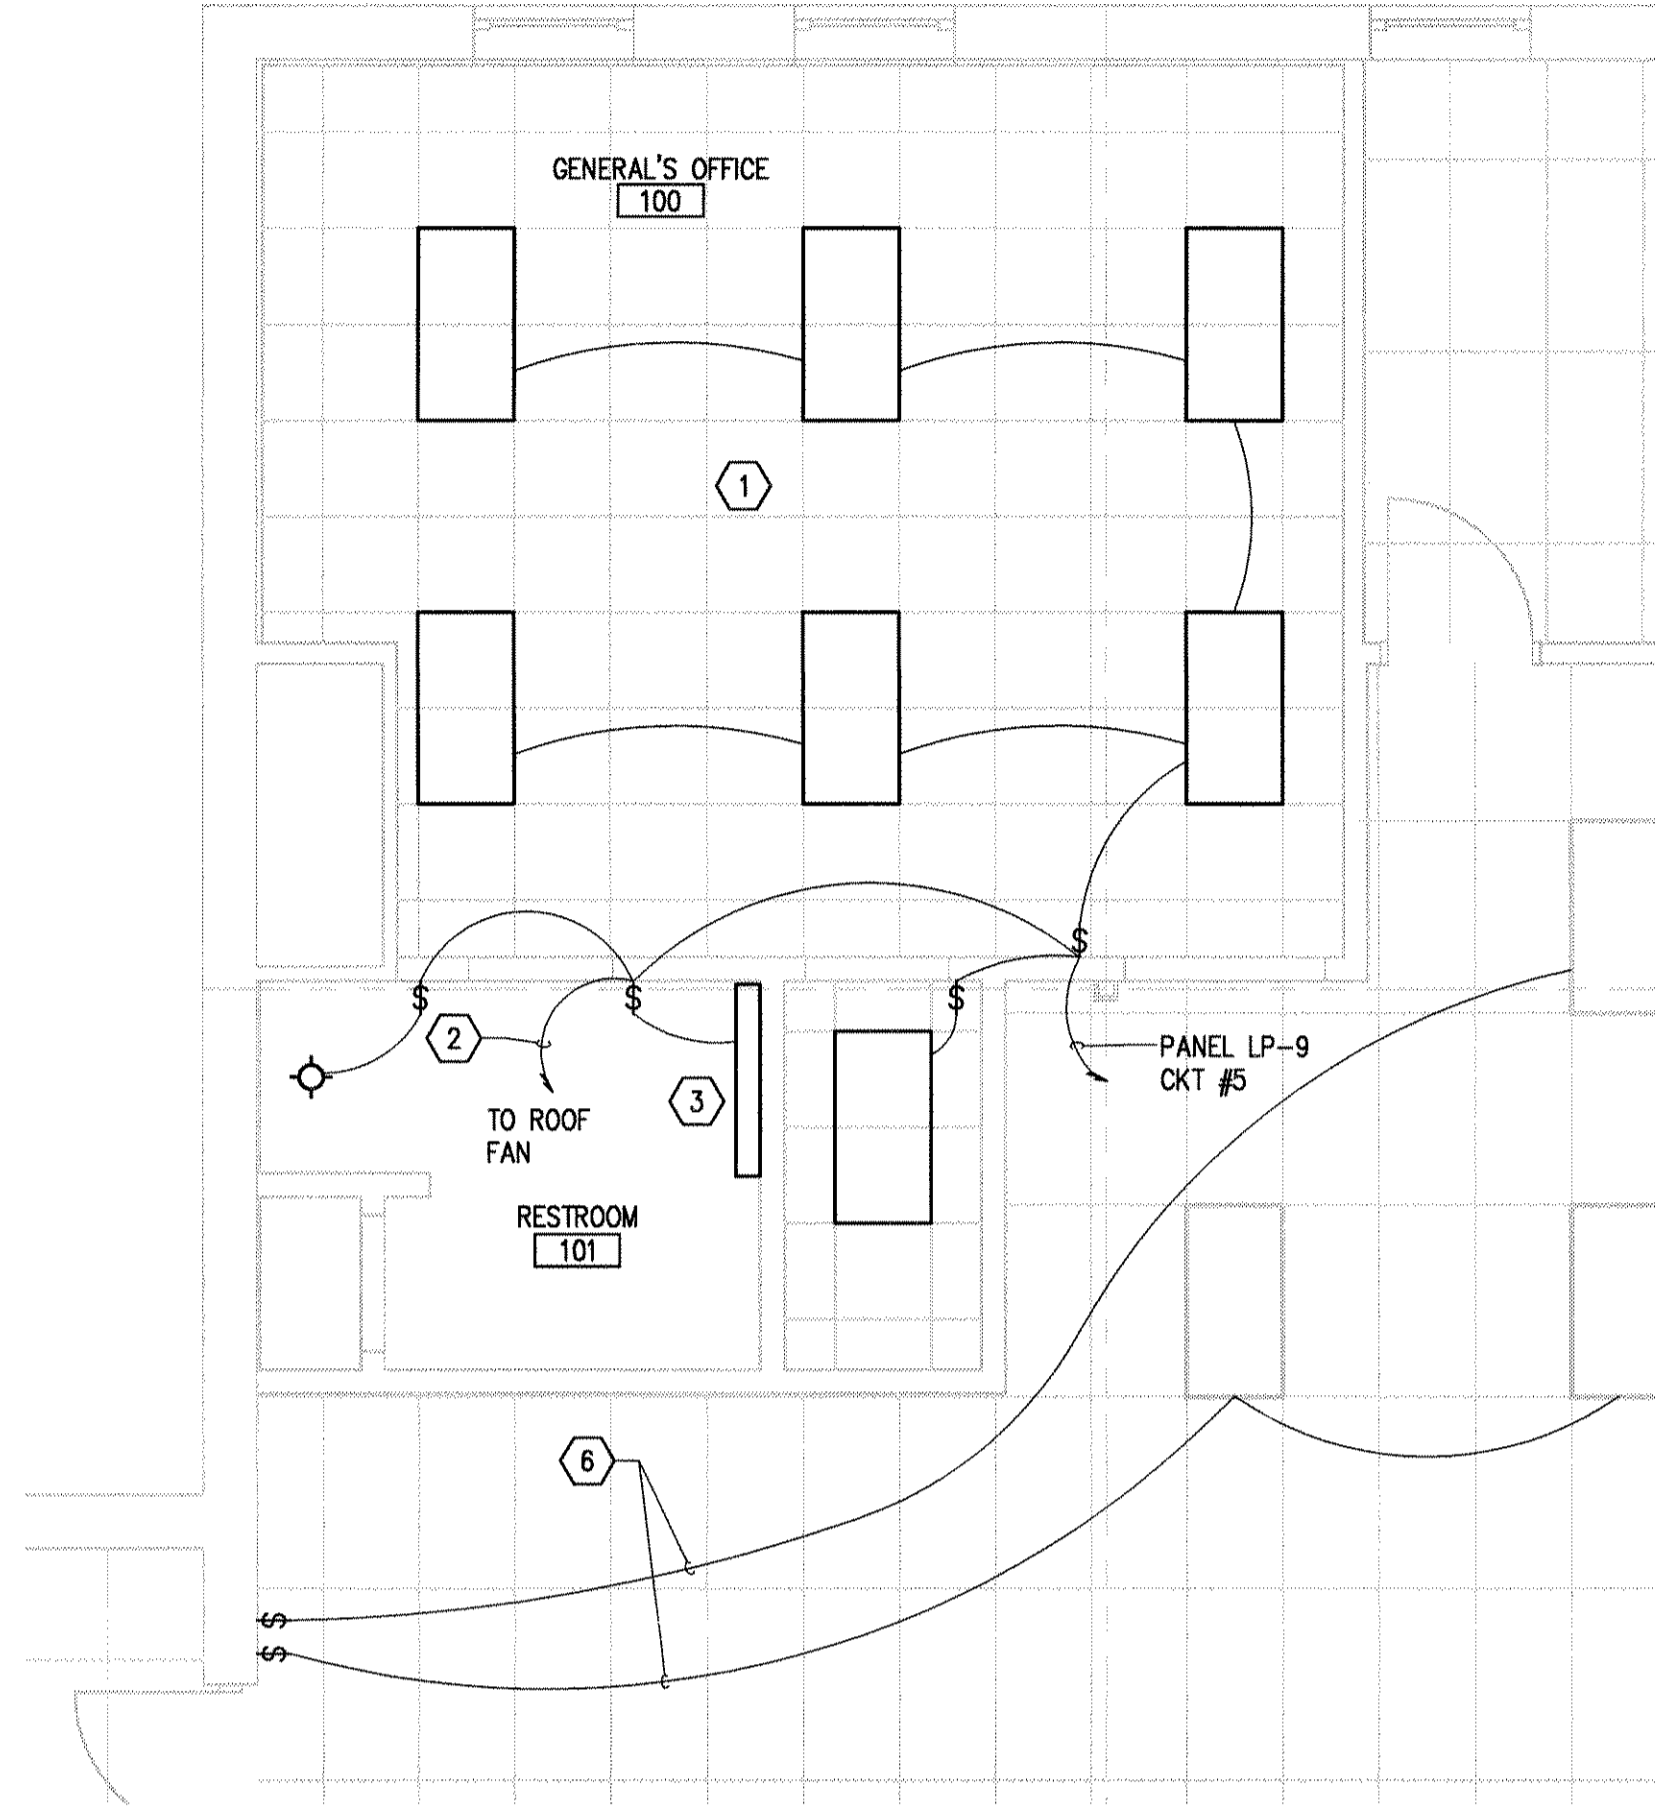 GENERAL'S OFFICE
100
1
$
$
$
$
2
PANEL LP-9
CKT #5
3
TO ROOF
FAN
RESTROOM
101
6
$
$